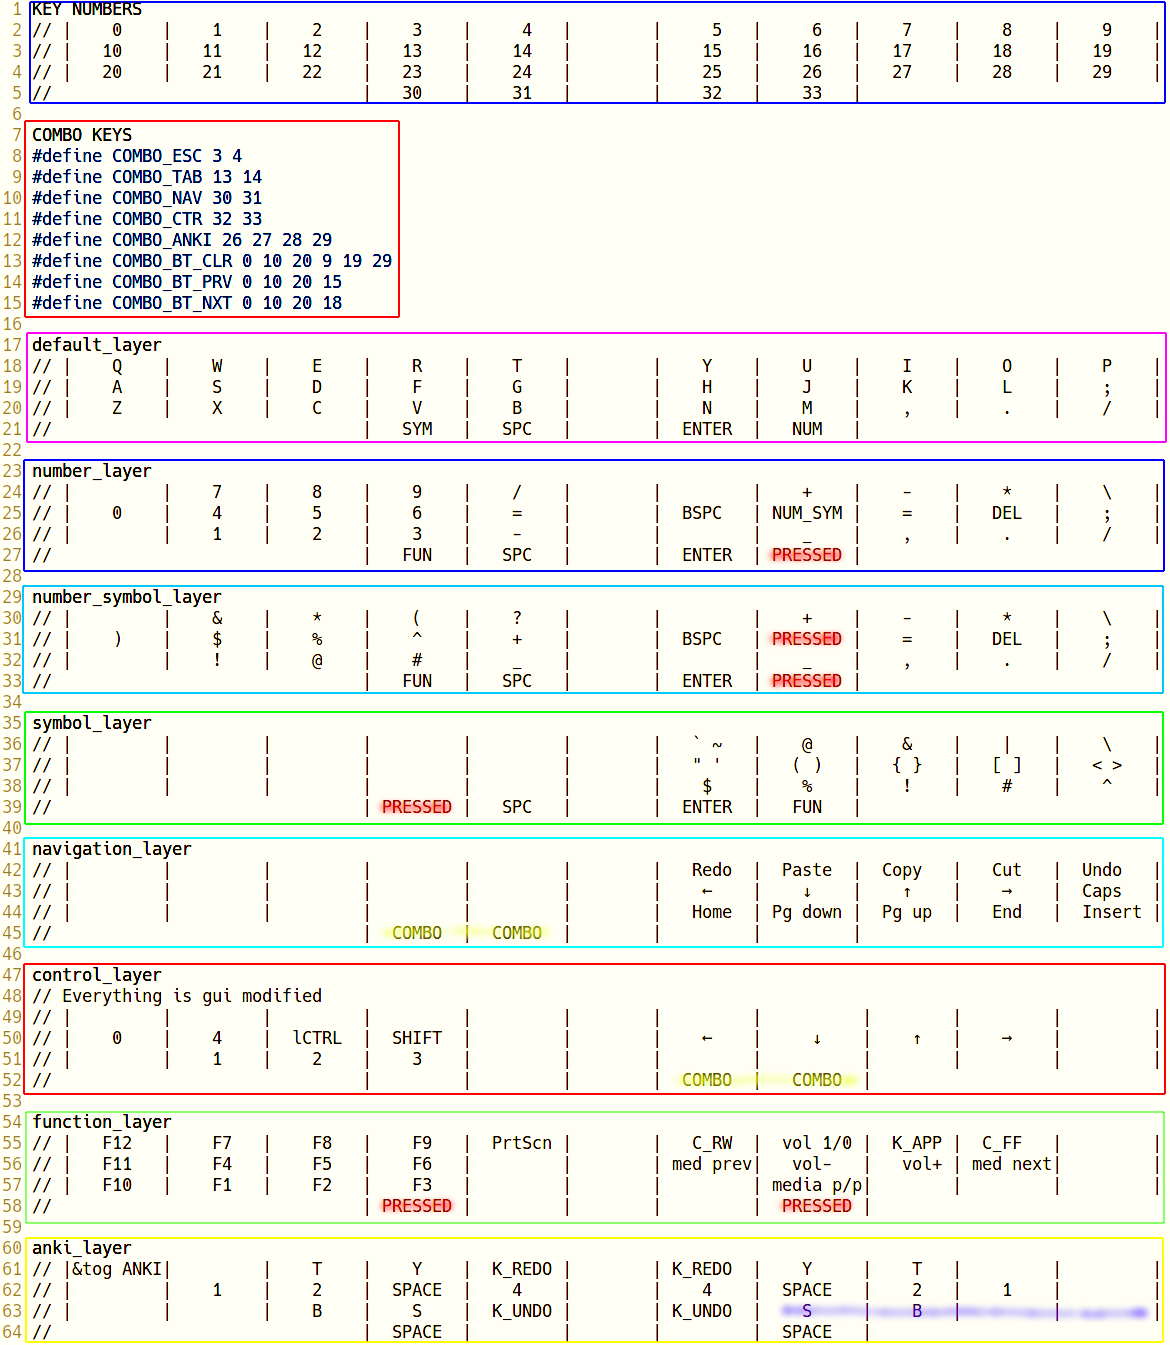 1 KEY NUMBERS
2 // | 0 | 1 | 2 | 3 | 4 | | 5 | 6 | 7 | 8 | 9 |
3 // | 10 | 11 | 12 | 13 | 14 | | 15 | 16 | 17 | 18 | 19 |
4 // | 20 | 21 | 22 | 23 | 24 | | 25 | 26 | 27 | 28 | 29 |
5 // | 30 | 31 | | 32 | 33 |
6
7 COMBO KEYS
8 #define COMBO_ESC 3 4
9 #define COMBO_TAB 13 14
10 #define COMBO_NAV 30 31
11 #define COMBO_CTR 32 33
12 #define COMBO_ANKI 26 27 28 29
13 #define COMBO_BT_CLR 0 10 20 9 19 29
14 #define COMBO_BT_PRV 0 10 20 15
15 #define COMBO_BT_NXT 0 10 20 18
16
17 default_layer
18 // | Q | W | E | R | T | | Y | U | I | O | P |
19 // | A | S | D | F | G | | H | J | K | L | ; |
20 // | Z | X | C | V | B | | N | M | , | . | / |
21 // | SYM | SPC | | ENTER | NUM |
22
23 number_layer
24 // | | 7 | 8 | 9 | / | | | + | - | * | \ |
25 // | 0 | 4 | 5 | 6 | = | | BSPC | NUM_SYM | = | DEL | ; |
26 // | | 1 | 2 | 3 | - | | | _ | , | . | / |
27 // | FUN | SPC | | ENTER | PRESSED |
28
29 number_symbol_layer
30 // | | & | * | ( | ? | | | + | - | * | \ |
31 // | ) | $ | % | ^ | + | | BSPC | PRESSED | = | DEL | ; |
32 // | | ! | @ | # | _ | | | _ | , | . | / |
33 // | FUN | SPC | | ENTER | PRESSED |
34
35 symbol_layer
36 // | | | | | | | ` ~ | @ | & | | | \ |
37 // | | | | | | | " ' | ( ) | { } | [ ] | < > |
38 // | | | | | | | $ | % | ! | # | ^ |
39 // | PRESSED | SPC | | ENTER | FUN |
40
41 navigation_layer
42 // | | | | | | | Redo | Paste | Copy | Cut | Undo |
43 // | | | | | | | ← | ↓ | ↑ | → | Caps |
44 // | | | | | | | Home | Pg down | Pg up | End | Insert |
45 // | COMBO | COMBO | | | |
46
47 control_layer
48 // Everything is gui modified
49 // | | | | | | | | | | | |
50 // | 0 | 4 | lCTRL | SHIFT | | | ← | ↓ | ↑ | → | |
51 // | | 1 | 2 | 3 | | | | | | | |
52 // | | | | COMBO | COMBO |
53
54 function_layer
55 // | F12 | F7 | F8 | F9 | PrtScn | | C_RW | vol 1/0 | K_APP | C_FF | |
56 // | F11 | F4 | F5 | F6 | | | med prev| vol- | vol+ | med next| |
57 // | F10 | F1 | F2 | F3 | | | | media p/p| | | |
58 // | PRESSED | | | | PRESSED |
59
60 anki_layer
61 // |&tog ANKI| | T | Y | K_REDO | | K_REDO | Y | T | | |
62 // | | 1 | 2 | SPACE | 4 | | 4 | SPACE | 2 | 1 | |
63 // | | | B | S | K_UNDO | | K_UNDO | S | B | | |
64 // | SPACE | | | | SPACE |